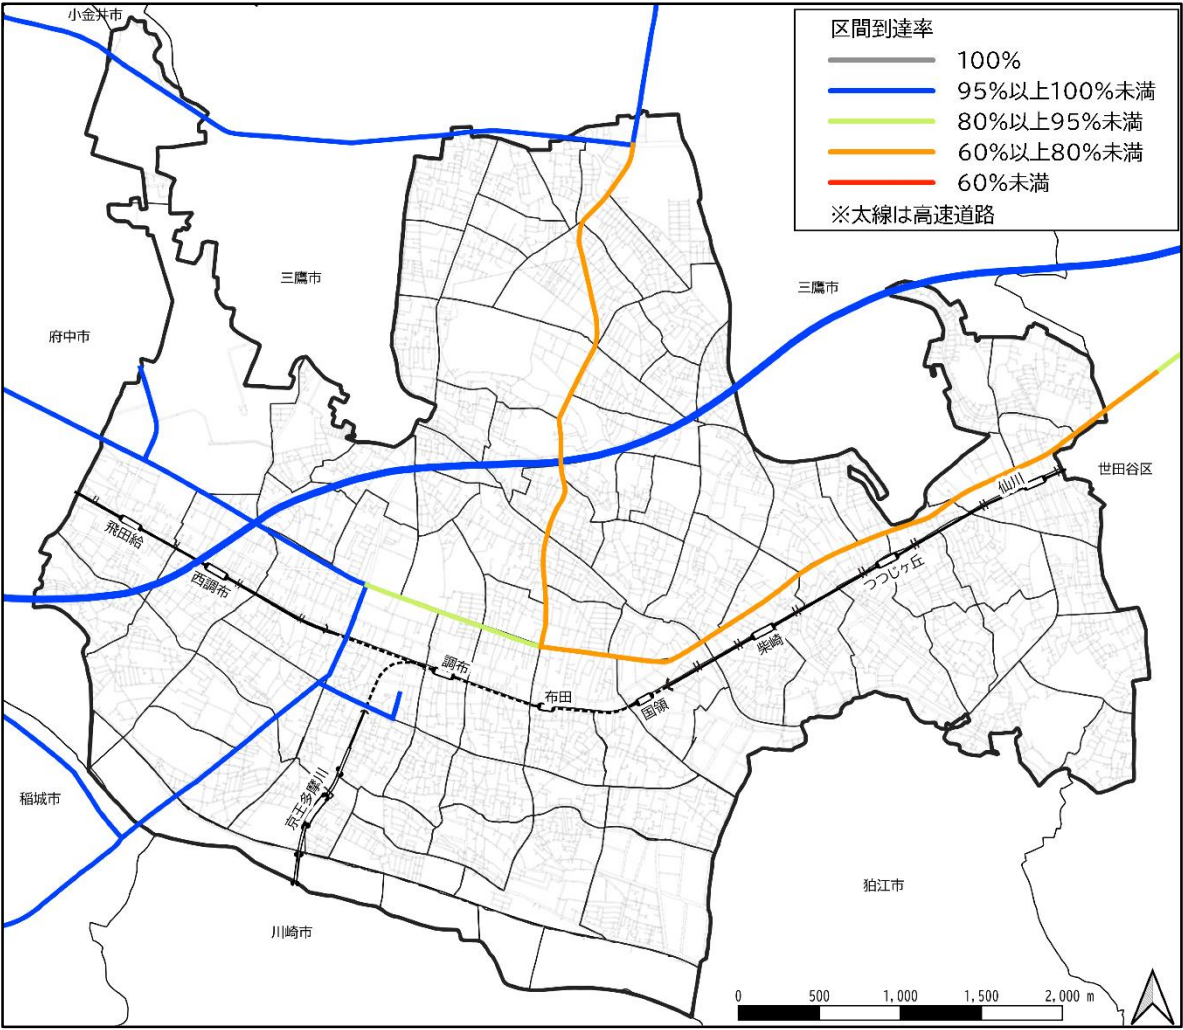 小金井市
区間到達率
100%
95%以上100%未満
80%以上95%未満
60%以上80%未満
60%未満
※太線は高速道路
三鷹市
三鷹市
府中市
世田谷区
仙川
飛田給
つつじヶ丘
西調布
柴崎
調布
布田
国領
京王多摩川
稲城市
狛江市
川崎市
0 500 1,000 1,500 2,000 m